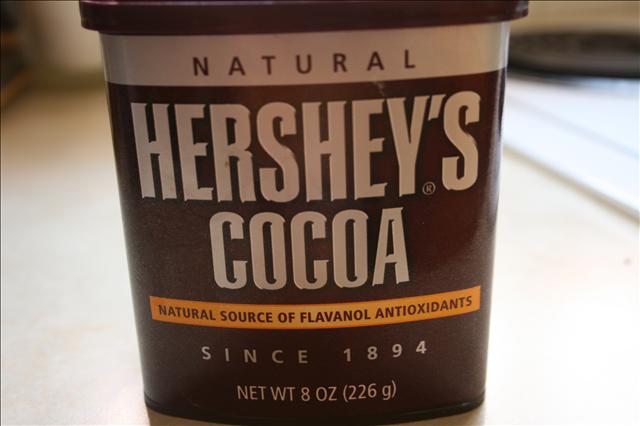 NATURAL
HERSHEY'S®
COCOA
NATURAL SOURCE OF FLAVANOL ANTIOXIDANTS
SINCE 1894
NET WT 8 OZ (226 g)